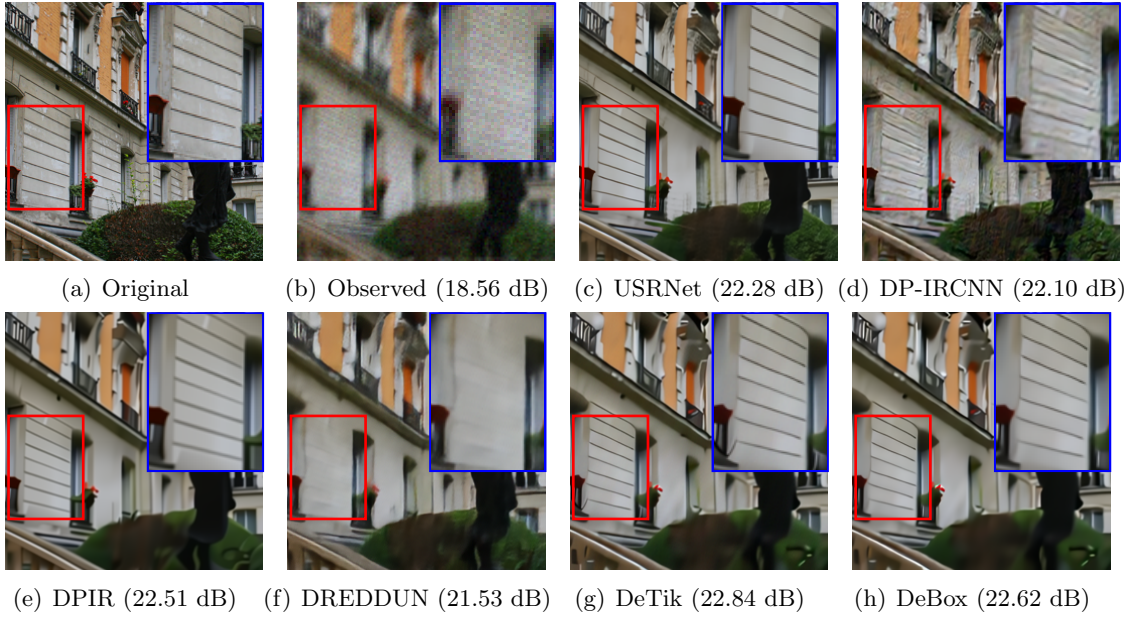 (a) Original
(b) Observed (18.56 dB)
(c) USRNet (22.28 dB)
(d) DP-IRCNN (22.10 dB)
(e) DPIR (22.51 dB)
(f) DREDDUN (21.53 dB)
(g) DeTik (22.84 dB)
(h) DeBox (22.62 dB)